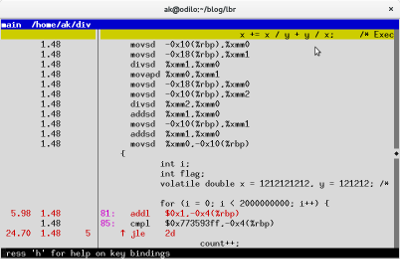 ak@odilo:~/blog/lbr
x += x / y + y / x; /* Exec
main /home/ak/div
1.48 movsd -0x10(%rbp),%xmm0
1.48 movsd -0x18(%rbp),%xmm1
1.48 divsd %xmm1,%xmm0
1.48 movapd %xmm0,%xmm1
1.48 movsd -0x18(%rbp),%xmm0
1.48 movsd -0x10(%rbp),%xmm2
1.48 divsd %xmm2,%xmm0
1.48 addsd %xmm1,%xmm0
1.48 movsd -0x10(%rbp),%xmm1
1.48 addsd %xmm1,%xmm0
1.48 movsd %xmm0,-0x10(%rbp)
{
int i;
int flag;
volatile double x = 1212121212, y = 121212; /*
for (i = 0; i < 2000000000; i++) {
5.98 1.48 81: addl $0x1,-0x4(%rbp)
1.48 85: cmpl $0x773593ff,-0x4(%rbp)
24.70 1.48 5 ↑ jle 2d
count++;
ress 'h' for help on key bindings